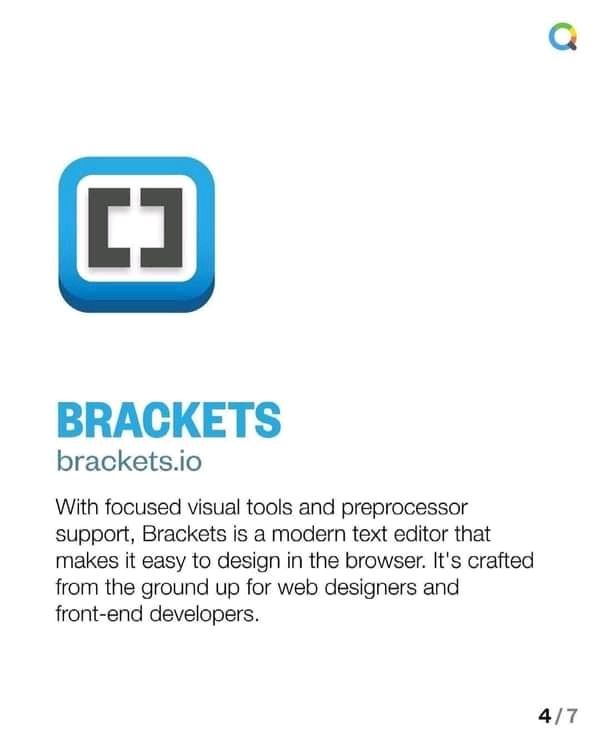 BRACKETS
brackets.io
With focused visual tools and preprocessor
support, Brackets is a modern text editor that
makes it easy to design in the browser. It's crafted
from the ground up for web designers and
front-end developers.
4/7